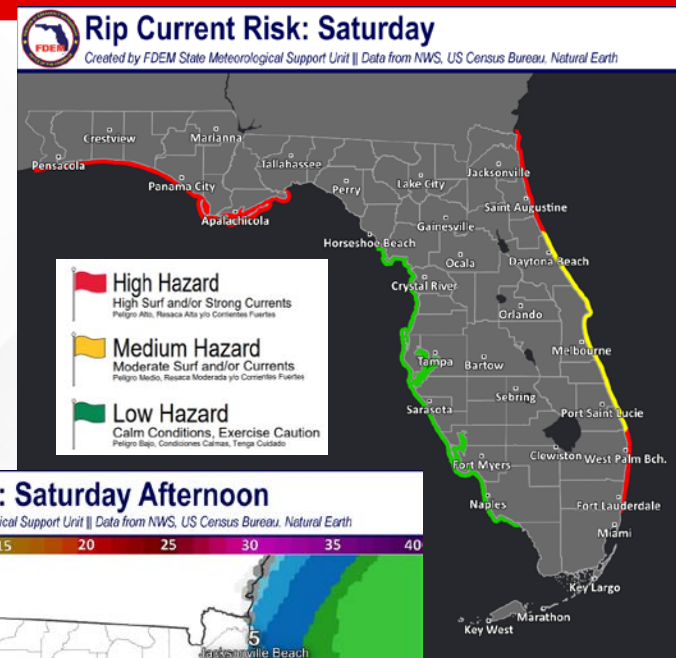 FDEM
Rip Current Risk: Saturday
Created by FDEM State Meteorological Support Unit || Data from NWS, US Census Bureau. Natural Earth
Crestview
Marianna
Pensacola
Tallahassee
Jacksonville
Panama City
Perry
Lake City
Saint Augustine
Apalachicola
Gainesville
Horseshoe Beach
Daytona Beach
Ocala
Crystal River
Orlando
Melbourne
Tampa
Bartow
Sebring
Sarasota
Port Saint Lucie
Clewiston
West Palm Bch.
Fort Myers
Naples
Fort Lauderdale
Miami
Key Largo
Marathon
Key West
High Hazard
High Surf and/or Strong Currents
Peligro Alto, Resaca Alta y/o Corrientes Fuertes
Medium Hazard
Moderate Surf and/or Currents
Peligro Medio, Resaca Moderada y/o Corrientes Fuertes
Low Hazard
Calm Conditions, Exercise Caution
Peligro Bajo, Condiciones Calmas, Tenga Cuidado
: Saturday Afternoon
ical Support Unit || Data from NWS, US Census Bureau. Natural Earth
15 20 25 30 35 40
5
Jacksonville Beach